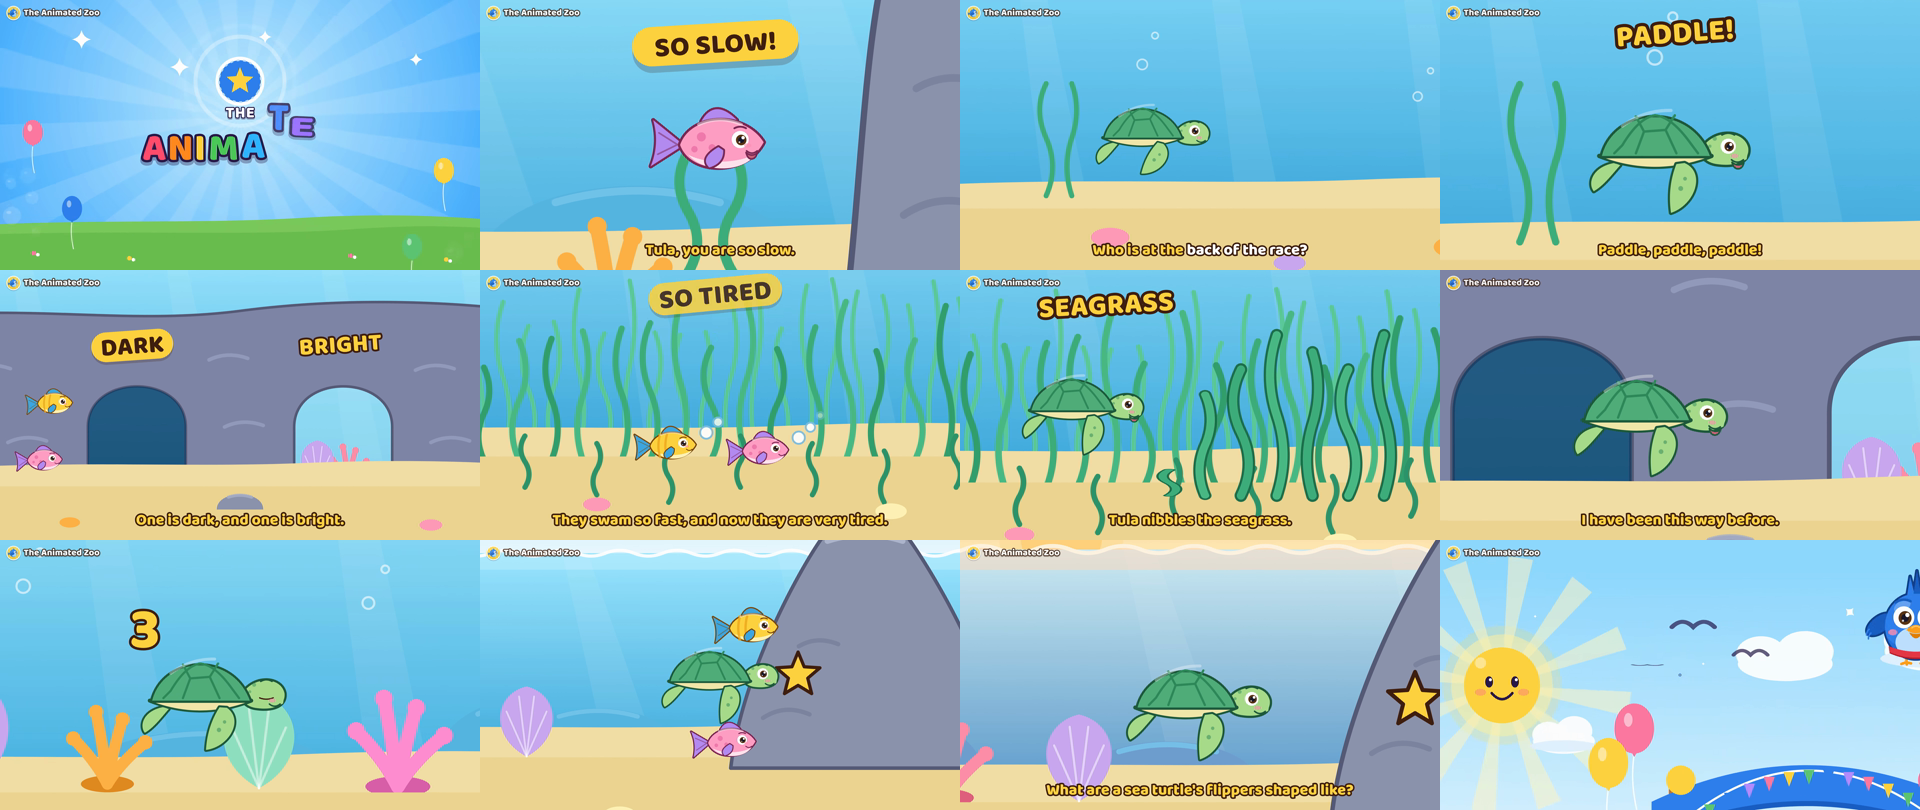 The Animated Zoo
THE
ANIMA TE
The Animated Zoo
SO SLOW!
Tula, you are so slow.
The Animated Zoo
Who is at the back of the race?
The Animated Zoo
PADDLE!
Paddle, paddle, paddle!
The Animated Zoo
DARK
BRIGHT
One is dark, and one is bright.
The Animated Zoo
SO TIRED
They swam so fast, and now they are very tired.
The Animated Zoo
SEAGRASS
Tula nibbles the seagrass.
The Animated Zoo
I have been this way before.
The Animated Zoo
3
The Animated Zoo
The Animated Zoo
What are a sea turtle's flippers shaped like?
The Animated Zoo